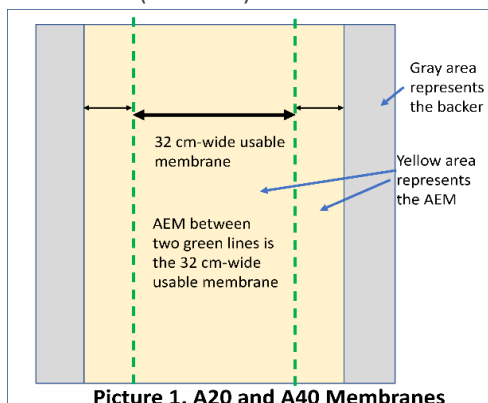 Gray area
represents
the backer
32 cm-wide usable
membrane
Yellow area
represents
the AEM
AEM between
two green lines is
the 32 cm-wide
usable membrane
Picture 1. A20 and A40 Membranes